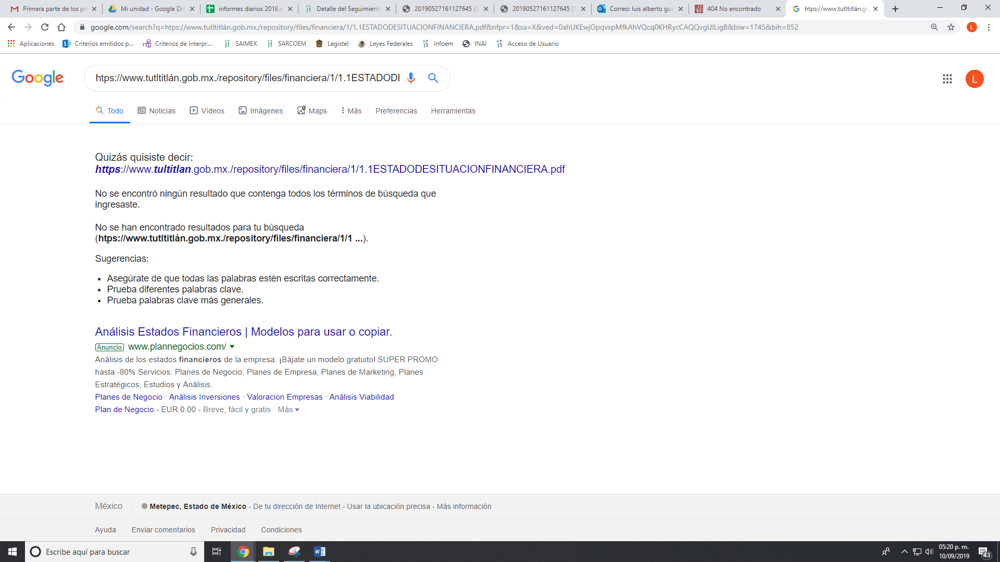 Primera parte de los pr
Mi unidad - Google Dri
informes diarios 2018.x
Detalle del Seguimiento
20190527161127645 (3
20190527161127645 (1
Correo: luis alberto gua
404 No encontrado
htps://www.tutltitlán.go
google.com/search?q=htps://www.tutltitlán.gob.mx./repository/files/financiera/1/1.1ESTADODESITUACIONFINANCIERA.pdf&nfpr=1&sa=X&ved=0ahUKEwjOpqvxpMfkAhVQcq0KHRycCAQQvgUILigB&biw=1745&bih=852
L
Aplicaciones
Criterios emitidos p...
Criterios de Interpr...
SAIMEX
SARCOEM
Legistel
Leyes Federales
Infoem
INAI
Acceso de Usuario
Google
htps://www.tutltitlán.gob.mx./repository/files/financiera/1/1.1ESTADODE
L
Todo
Noticias
Vídeos
Imágenes
Maps
Más
Preferencias
Herramientas
Quizás quisiste decir:
https://www.tultitlan.gob.mx./repository/files/financiera/1/1.1ESTADODESITUACIONFINANCIERA.pdf
No se encontró ningún resultado que contenga todos los términos de búsqueda que
ingresaste.
No se han encontrado resultados para tu búsqueda
(htps://www.tutltitlán.gob.mx./repository/files/financiera/1/1 ...).
Sugerencias:
Asegúrate de que todas las palabras estén escritas correctamente.
Prueba diferentes palabras clave.
Prueba palabras clave más generales.
Análisis Estados Financieros | Modelos para usar o copiar.
Anuncio www.plannegocios.com/
Análisis de los estados financieros de la empresa. ¡Bájate un modelo gratuito! SUPER PROMO
hasta -80% Servicios: Planes de Negocio, Planes de Empresa, Planes de Marketing, Planes
Estratégicos, Estudios y Análisis.
Planes de Negocio · Análisis Inversiones · Valoracion Empresas · Análisis Viabilidad
Plan de Negocio - EUR 0.00 - Breve, fácil y gratis · Más
México
Metepec, Estado de México - De tu dirección de Internet - Usar la ubicación precisa - Más información
Ayuda
Enviar comentarios
Privacidad
Condiciones
Escribe aquí para buscar
05:20 p. m.
10/09/2019
43